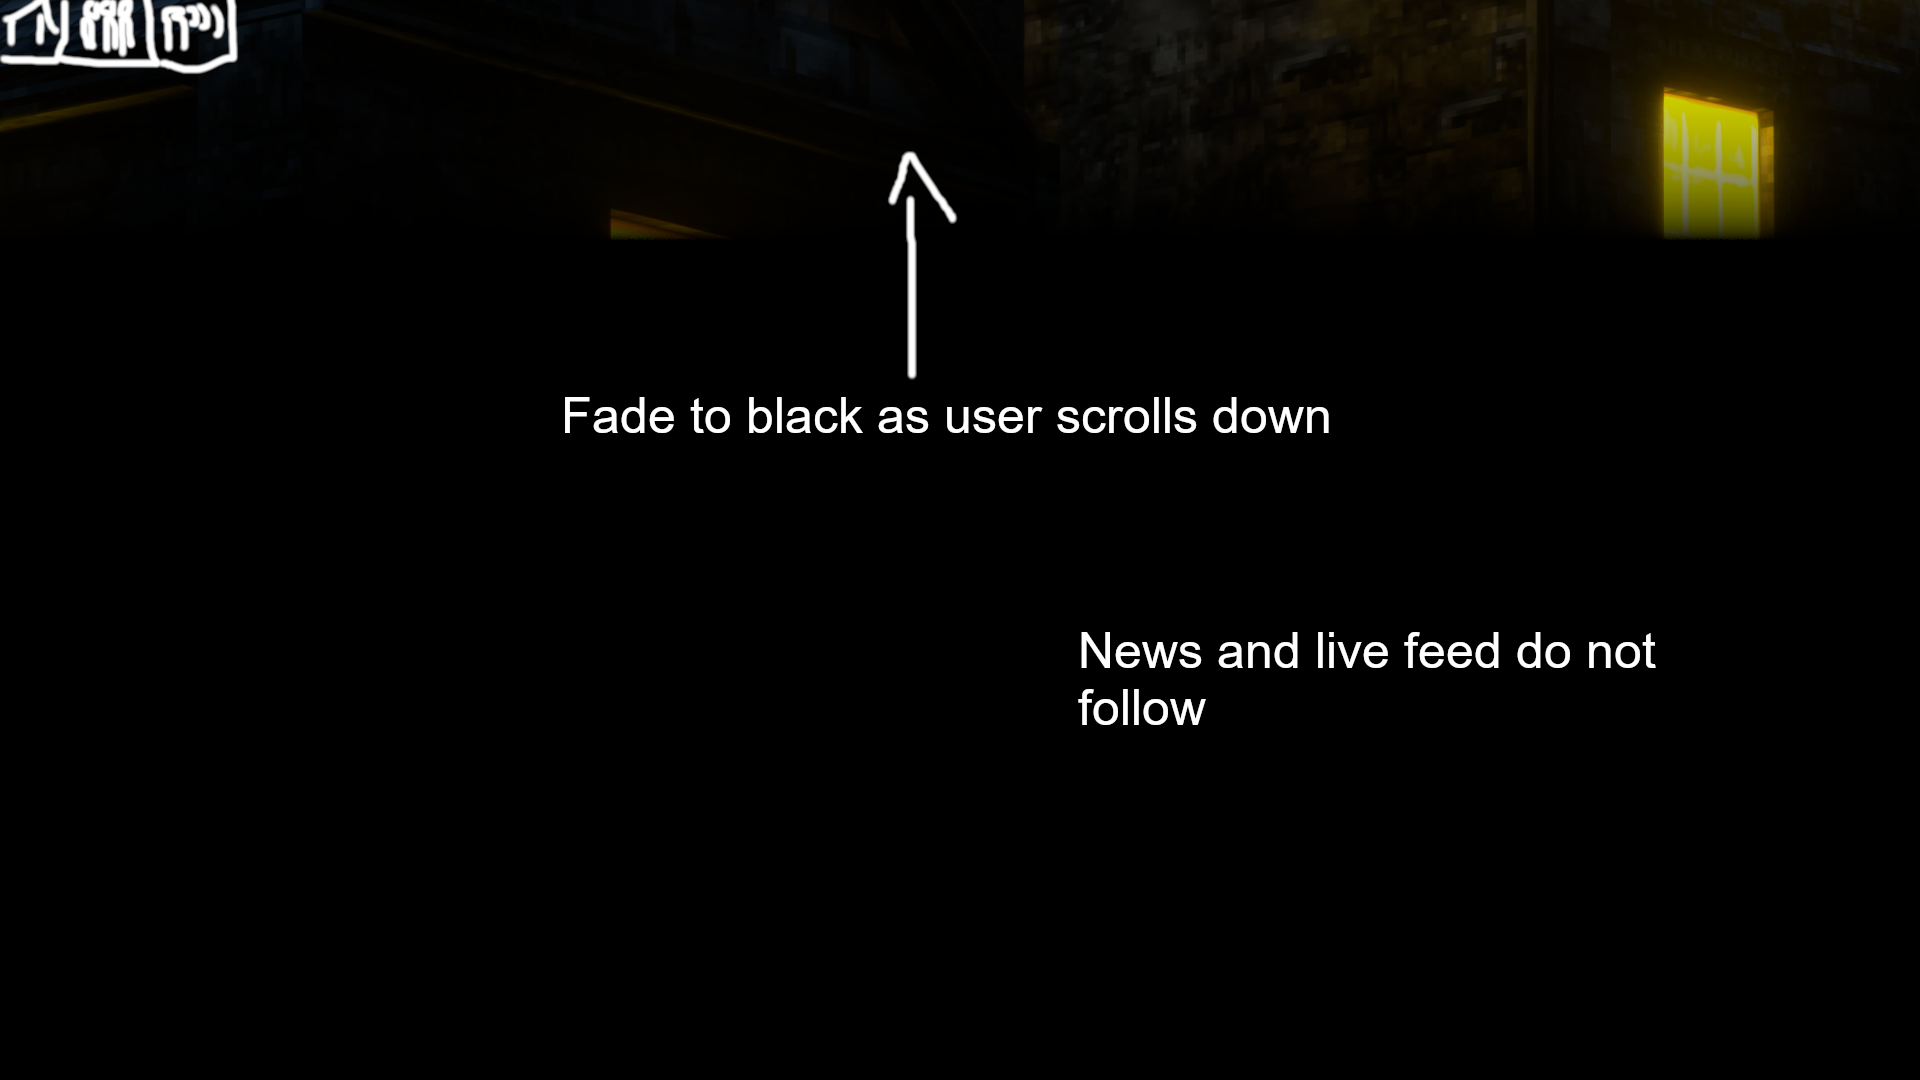 Fade to black as user scrolls down
News and live feed do not
follow